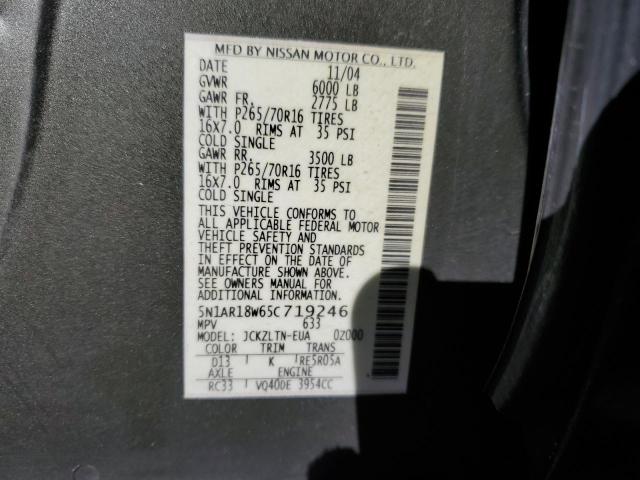 MFD BY NISSAN MOTOR CO., LTD.
DATE 11/04
GVWR 6000 LB
GAWR FR. 2775 LB
WITH P265/70R16 TIRES
16X7.0 RIMS AT 35 PSI
COLD SINGLE
GAWR RR. 3500 LB
WITH P265/70R16 TIRES
16X7.0 RIMS AT 35 PSI
COLD SINGLE
THIS VEHICLE CONFORMS TO
ALL APPLICABLE FEDERAL MOTOR
VEHICLE SAFETY AND
THEFT PREVENTION STANDARDS
IN EFFECT ON THE DATE OF
MANUFACTURE SHOWN ABOVE.
SEE OWNERS MANUAL FOR
ADDITIONAL INFORMATION.
5N1AR18W65C719246
MPV 633
MODEL: JCKZLTN-EUA 02000
COLOR TRIM TRANS
D13 K RE5R05A
AXLE ENGINE
RC33 VQ40DE 3954CC